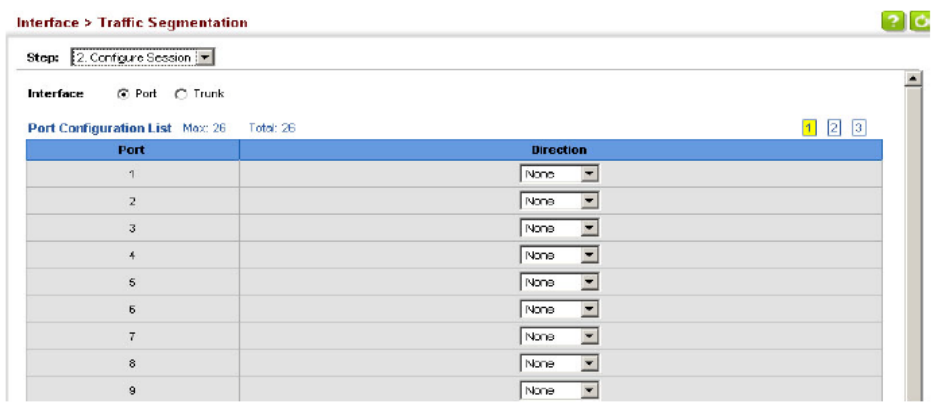 Interface > Traffic Segmentation
?
Step: 2. Configure Session
Interface Port Trunk
Port Configuration List Max: 26 Total: 26 1 2 3
Port Direction
1 None
2 None
3 None
4 None
5 None
6 None
7 None
8 None
9 None